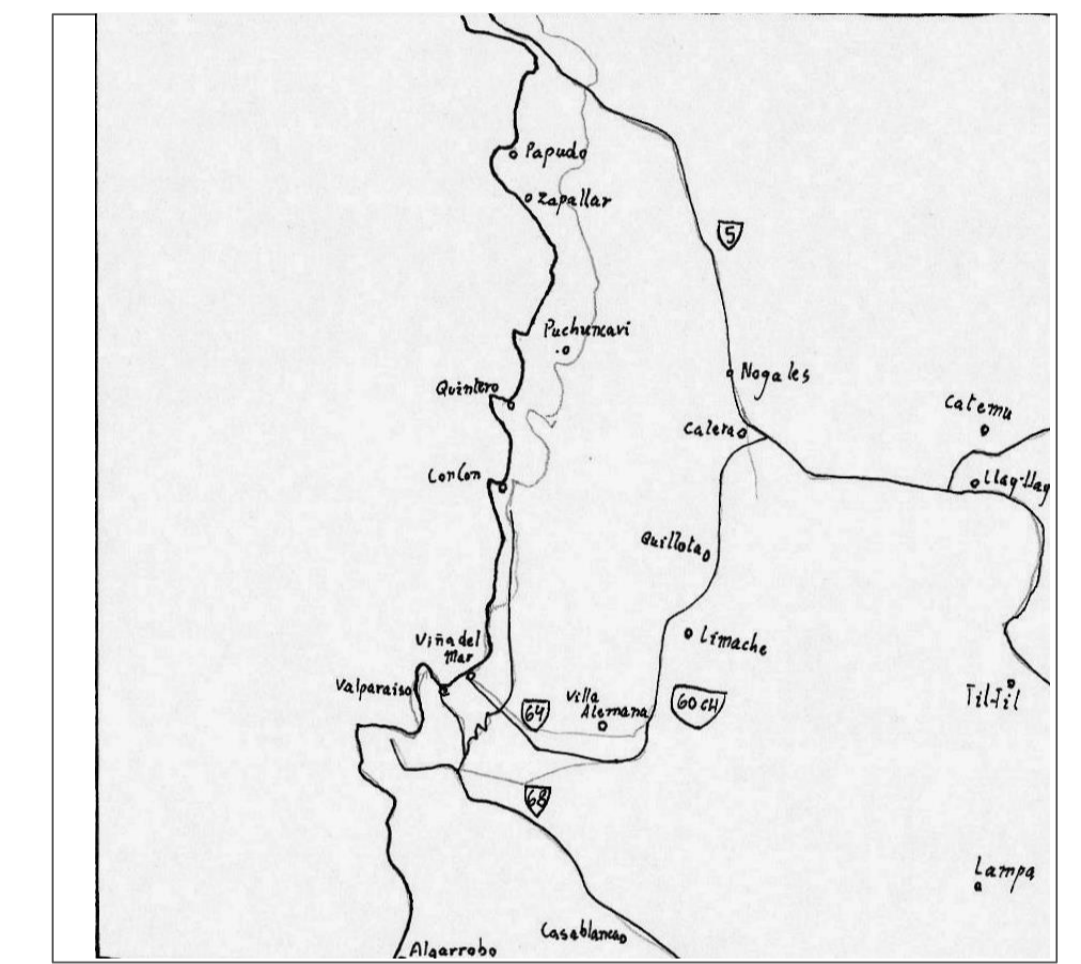 Papudo
Zapallar
5
Puchuncavi
Nogales
Quintero
Catemu
Calera
ConCon
Llay-Llay
Quillota
Limache
Viña del
Mar
Valparaiso
Villa
Alemana
64
60 CH
Til-Til
68
Lampa
Casablanca
Algarrobo